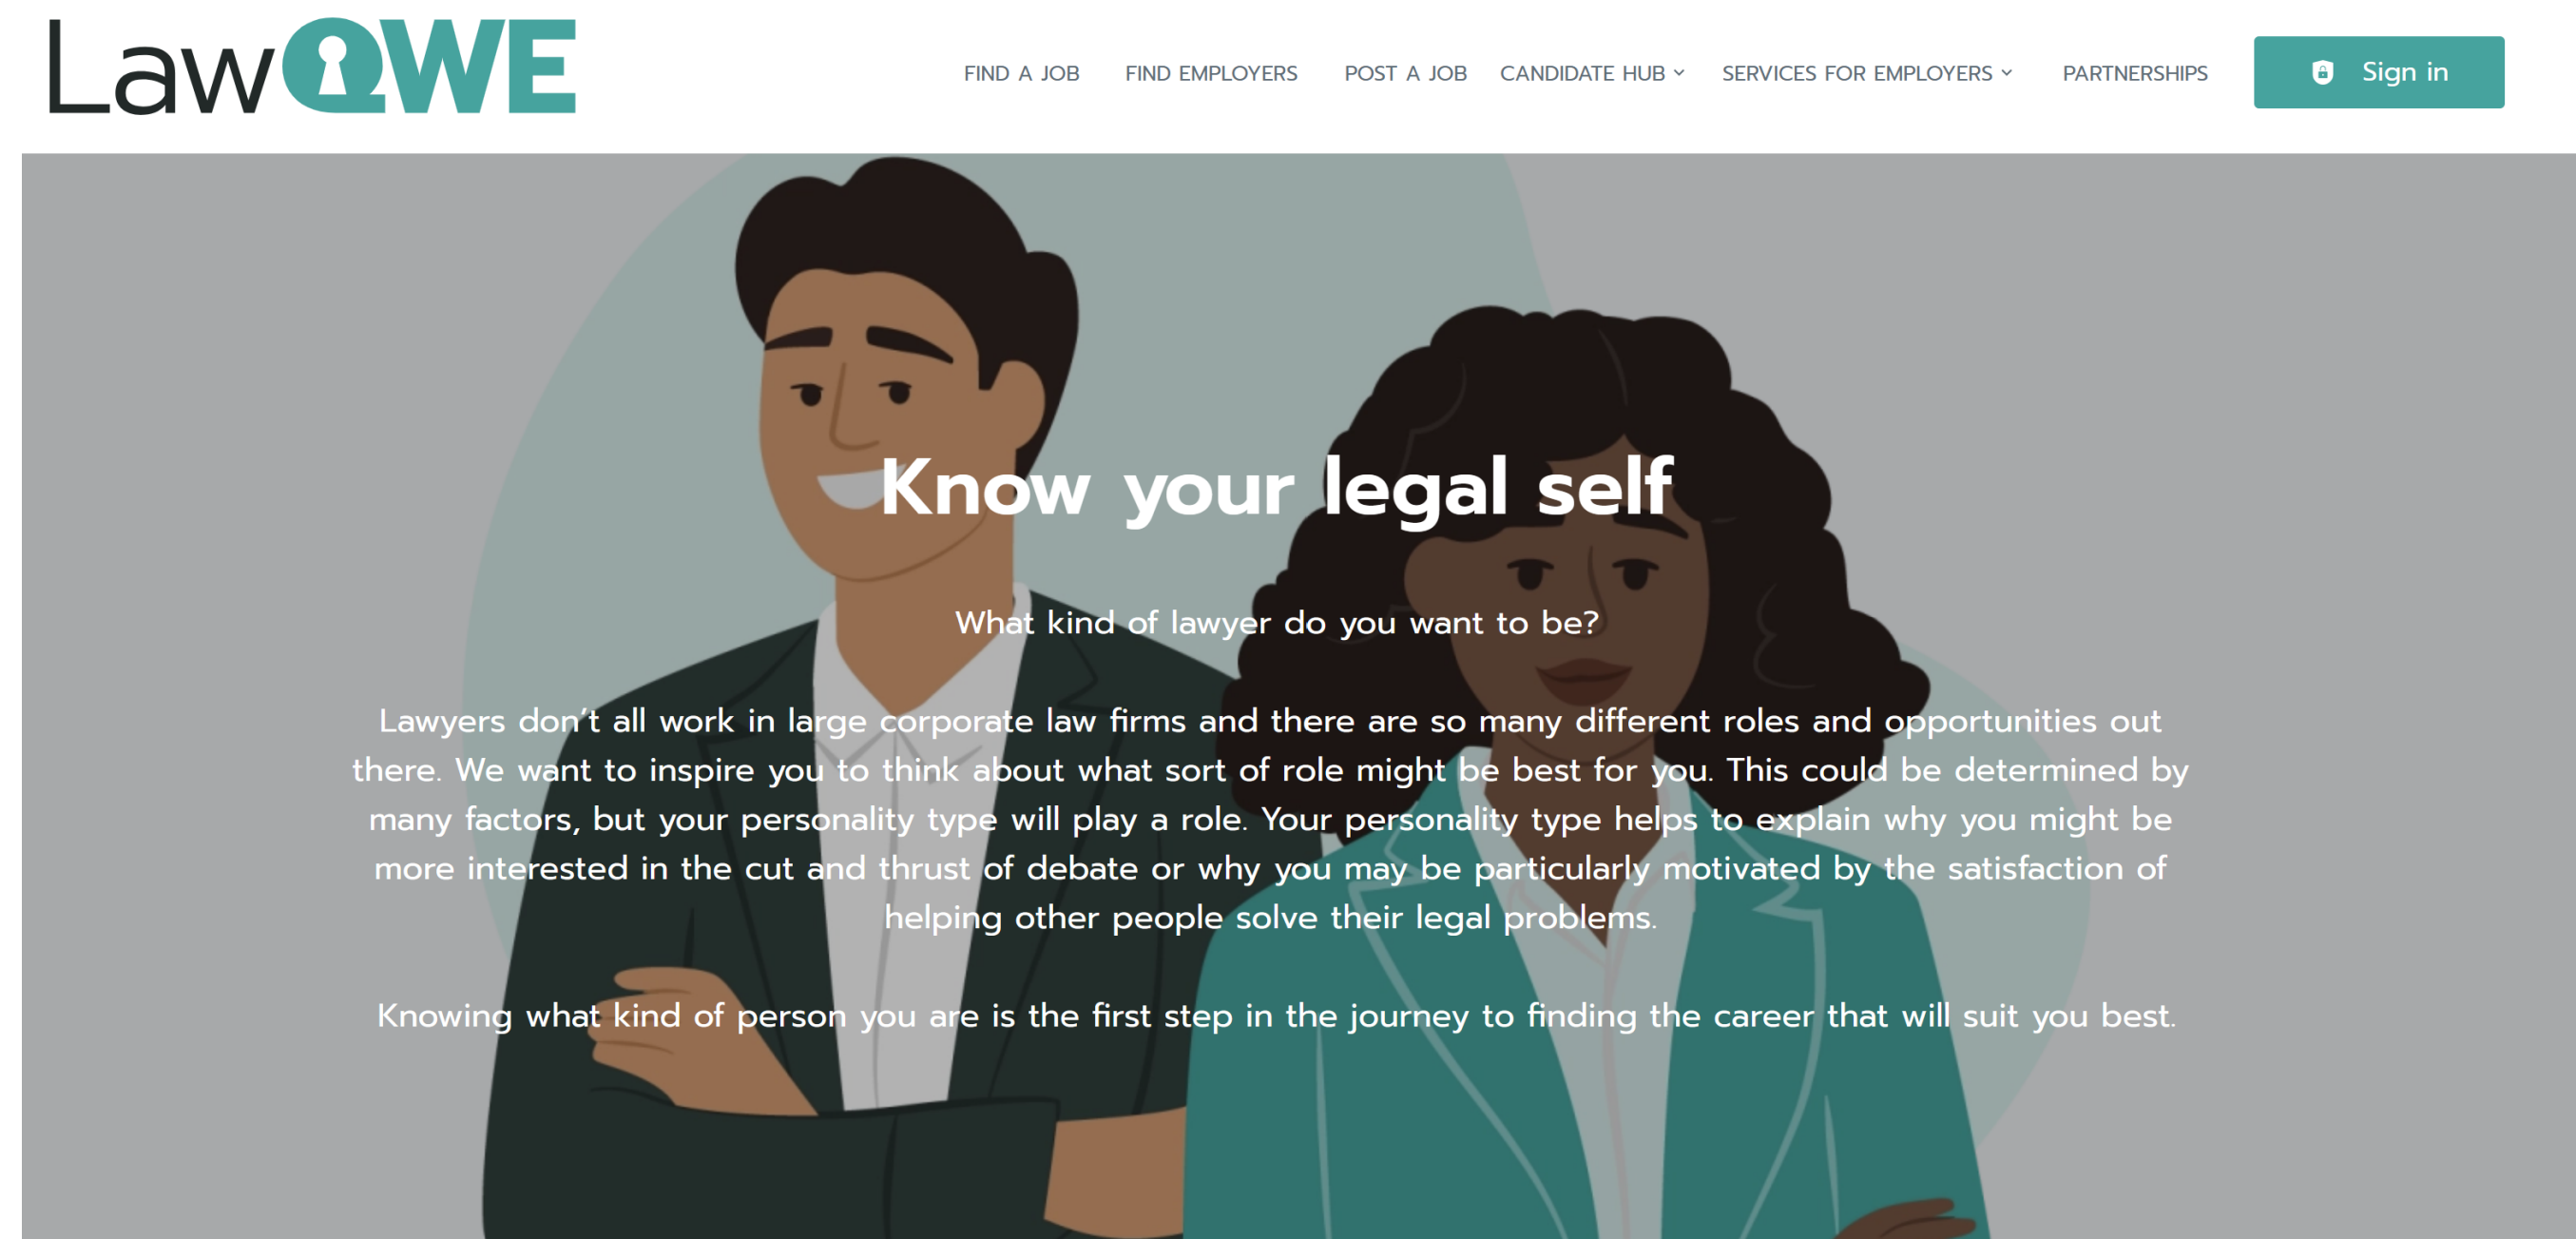 LawQWE
FIND A JOB
FIND EMPLOYERS
POST A JOB
CANDIDATE HUB
SERVICES FOR EMPLOYERS
PARTNERSHIPS
Sign in
Know your legal self
What kind of lawyer do you want to be?
Lawyers don’t all work in large corporate law firms and there are so many different roles and opportunities out
there. We want to inspire you to think about what sort of role might be best for you. This could be determined by
many factors, but your personality type will play a role. Your personality type helps to explain why you might be
more interested in the cut and thrust of debate or why you may be particularly motivated by the satisfaction of
helping other people solve their legal problems.
Knowing what kind of person you are is the first step in the journey to finding the career that will suit you best.